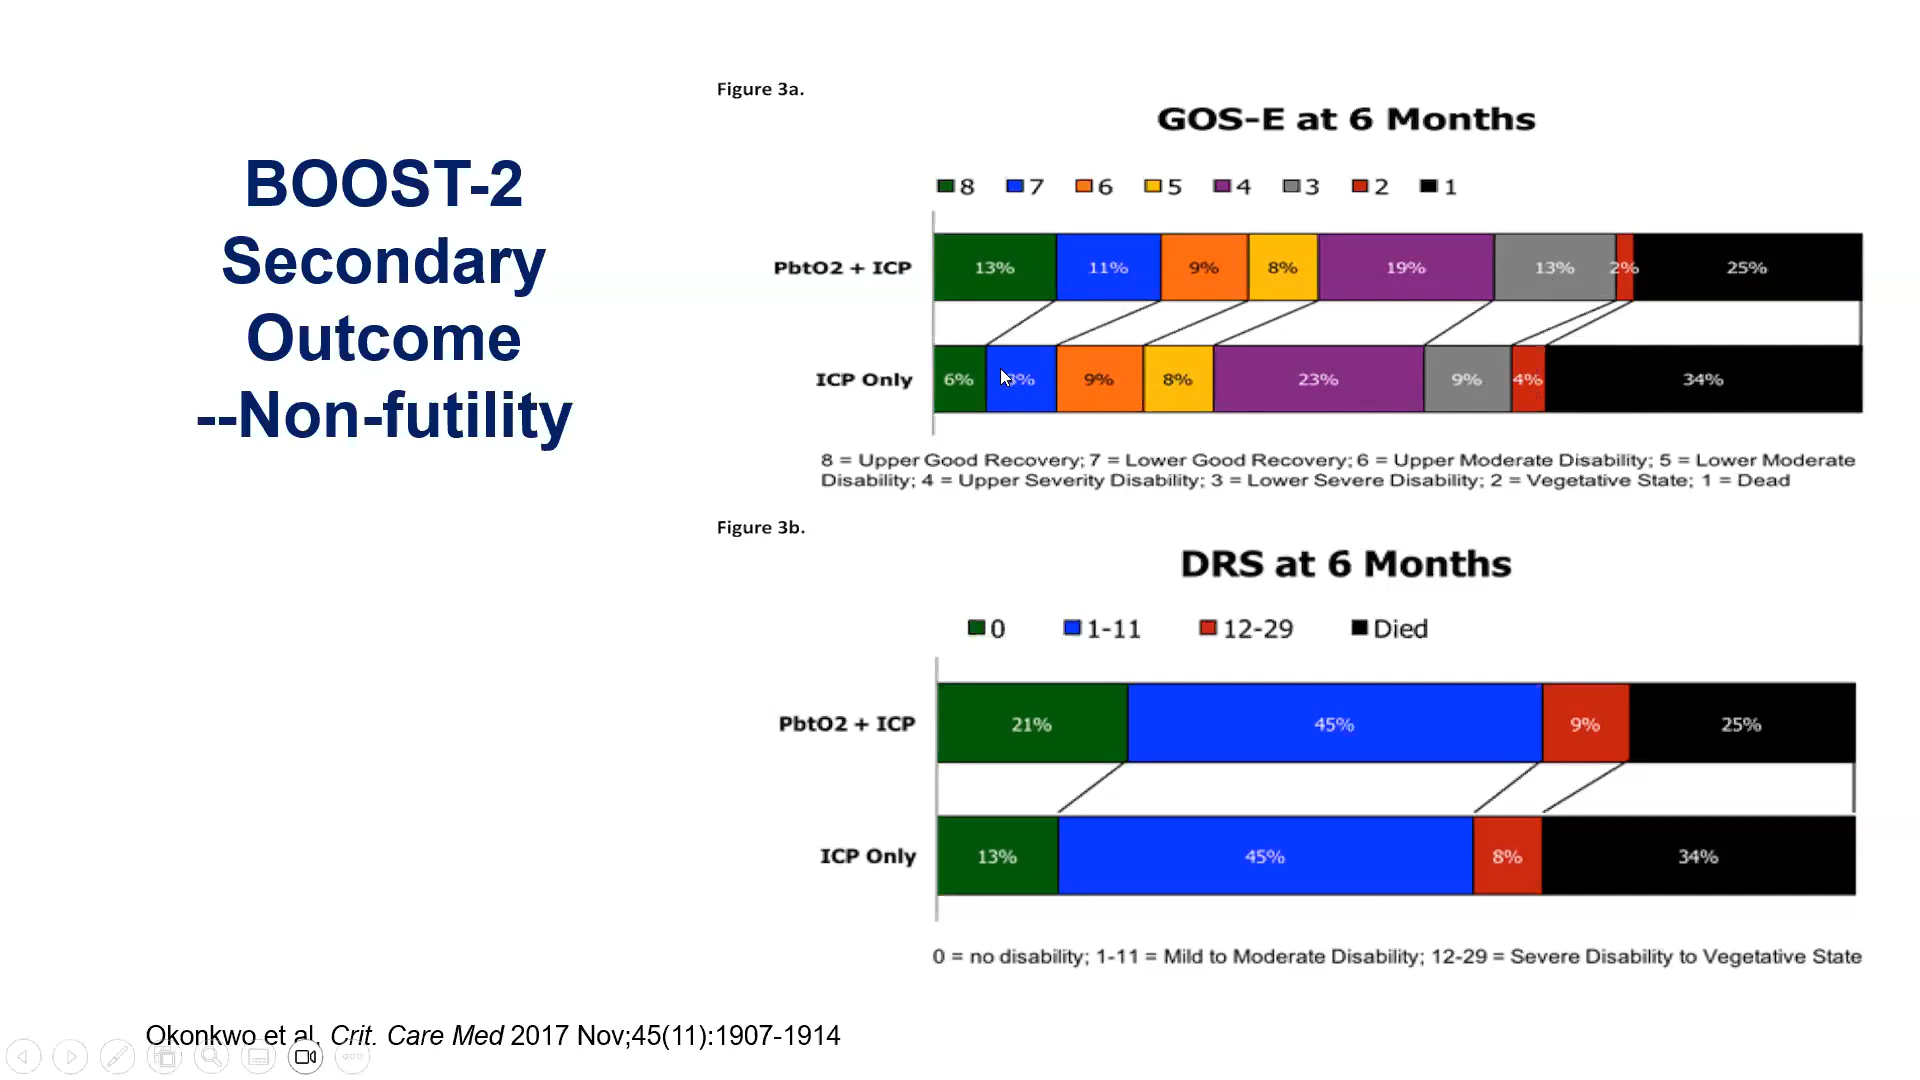 BOOST-2
Secondary
Outcome
--Non-futility
Figure 3a.
GOS-E at 6 Months
8 7 6 5 4 3 2 1
PbtO2 + ICP 13% 11% 9% 8% 19% 13% 2% 25%
ICP Only 6% 9% 8% 23% 9% 4% 34%
8 = Upper Good Recovery; 7 = Lower Good Recovery; 6 = Upper Moderate Disability; 5 = Lower Moderate
Disability; 4 = Upper Severity Disability; 3 = Lower Severe Disability; 2 = Vegetative State; 1 = Dead
Figure 3b.
DRS at 6 Months
0 1-11 12-29 Died
PbtO2 + ICP 21% 45% 9% 25%
ICP Only 13% 45% 8% 34%
0 = no disability; 1-11 = Mild to Moderate Disability; 12-29 = Severe Disability to Vegetative State
Okonkwo et al. Crit. Care Med 2017 Nov;45(11):1907-1914